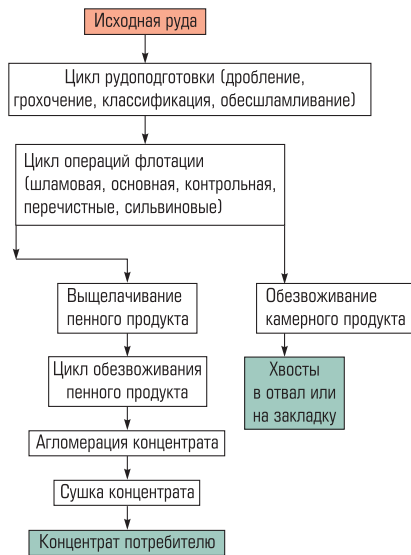 Исходная руда
Цикл рудоподготовки (дробление,
грохочение, классификация, обесшламливание)
Цикл операций флотации
(шламовая, основная, контрольная,
перечистные, сильвиновые)
Выщелачивание
пенного продукта
Обезвоживание
камерного продукта
Цикл обезвоживания
пенного продукта
Хвосты
в отвал или
на закладку
Агломерация концентрата
Сушка концентрата
Концентрат потребителю